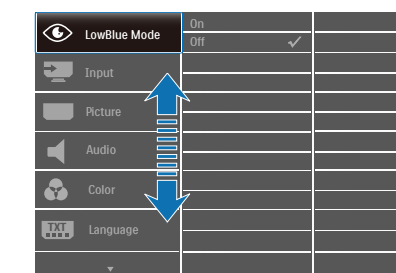 LowBlue Mode
On
Off
Input
Picture
Audio
Color
TXT
Language